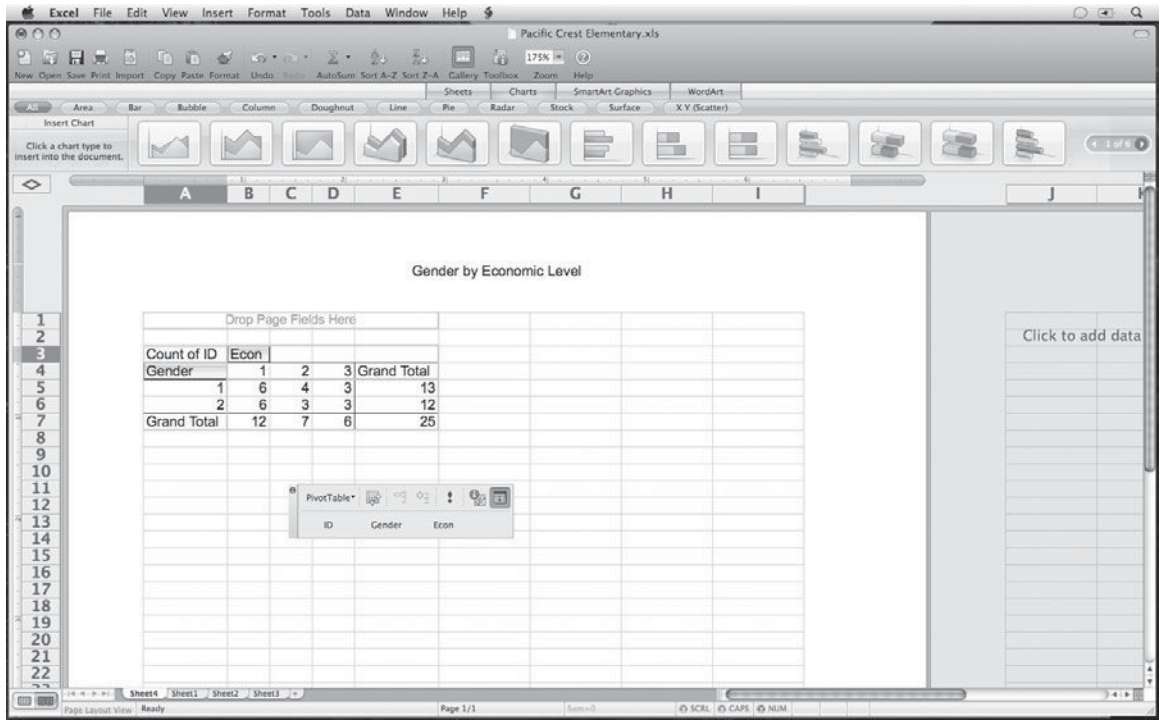 Excel File Edit View Insert Format Tools Data Window Help
Pacific Crest Elementary.xls
175%
New Open Save Print Import Copy Paste Format Undo Redo AutoSum Sort A-Z Sort Z-A Gallery Toolbox Zoom Help
Sheets Charts SmartArt Graphics WordArt
All Area Bar Bubble Column Doughnut Line Pie Radar Stock Surface X Y (Scatter)
Insert Chart
Click a chart type to
insert into the document.
1 of 6
A B C D E F G H I J K
Gender by Economic Level
1 Drop Page Fields Here
2 Click to add data
3 Count of ID Econ
4 Gender 1 2 3 Grand Total
5 1 6 4 3 13
6 2 6 3 3 12
7 Grand Total 12 7 6 25
8
9
10
11
12
13
14
15
16
17
18
19
20
21
22
PivotTable
ID Gender Econ
Sheet4 Sheet1 Sheet2 Sheet3
Page Layout View Ready Page 1/1 Sum=0 SCRL CAPS NUM